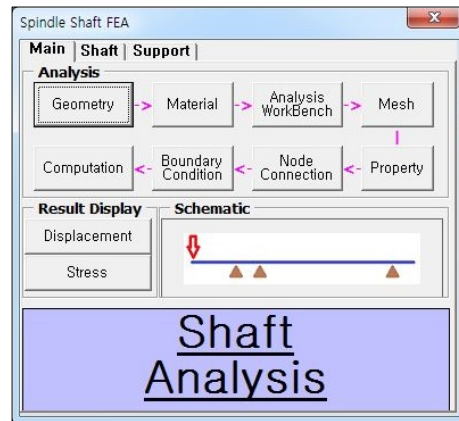 Spindle Shaft FEA
Main | Shaft | Support |
Analysis
Geometry -> Material -> Analysis WorkBench -> Mesh
Computation <- Boundary Condition <- Node Connection <- Property
Result Display
Schematic
Displacement
Stress
Shaft
Analysis